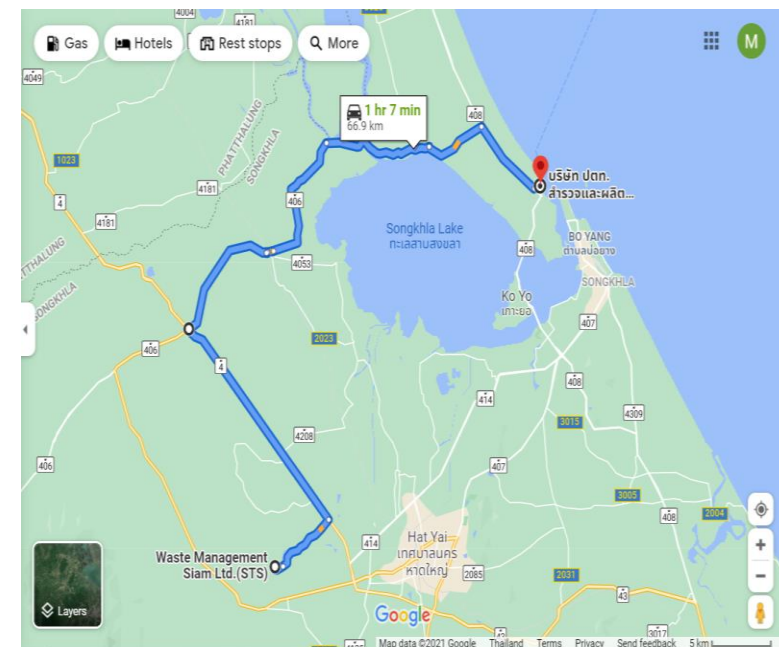 4004
4181
Gas
Hotels
Rest stops
More
M
4049
1 hr 7 min
66.9 km
408
PHATTHALUNG
SONGKHLA
1023
4
4181
4181
406
บริษัท ปตท.
สำรวจและผลิต...
Songkhla Lake
ทะเลสาบสงขลา
BO YANG
ตำบลบ่อยาง
408
4053
SONGKHLA
Ko Yo
เกาะยอ
407
2023
406
4
408
414
4309
3015
4208
406
407
3005
408
2004
Hat Yai
เทศบาลนคร
หาดใหญ่
414
Waste Management
Siam Ltd.(STS)
2085
2031
43
Layers
Google
3017
Map data ©2021 Google
Thailand
Terms
Privacy
Send feedback
5 km